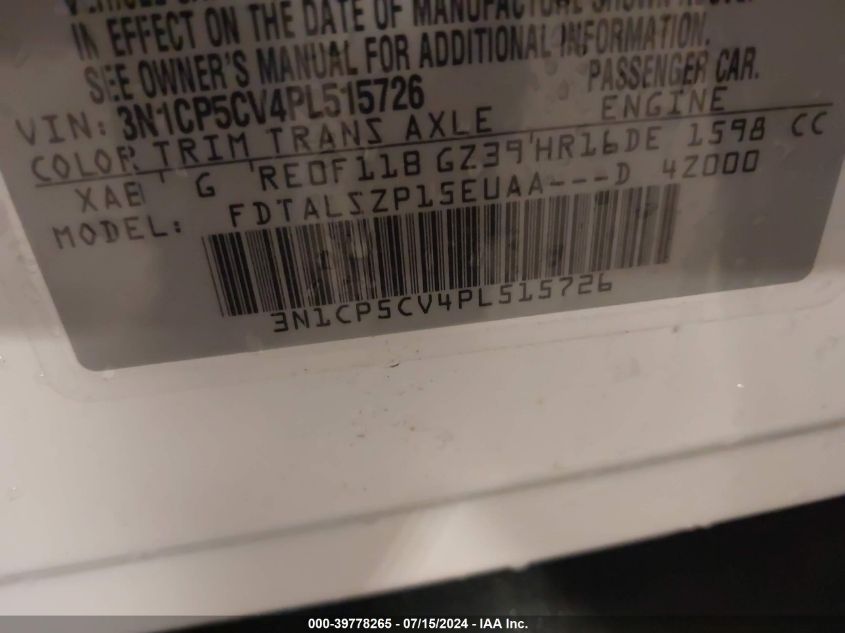 IN EFFECT ON THE DATE OF MANUFACTURE SHOWN
SEE OWNER'S MANUAL FOR ADDITIONAL INFORMATION.
VIN: 3N1CP5CV4PL515726 PASSENGER CAR.
COLOR TRIM TRANS AXLE ENGINE
XAB G RE0F11B GZ39 HR16DE 1598 CC
MODEL: FDTALSZP15EUAA---D 4Z000
3N1CP5CV4PL515726
000-39778265 - 07/15/2024 - IAA Inc.